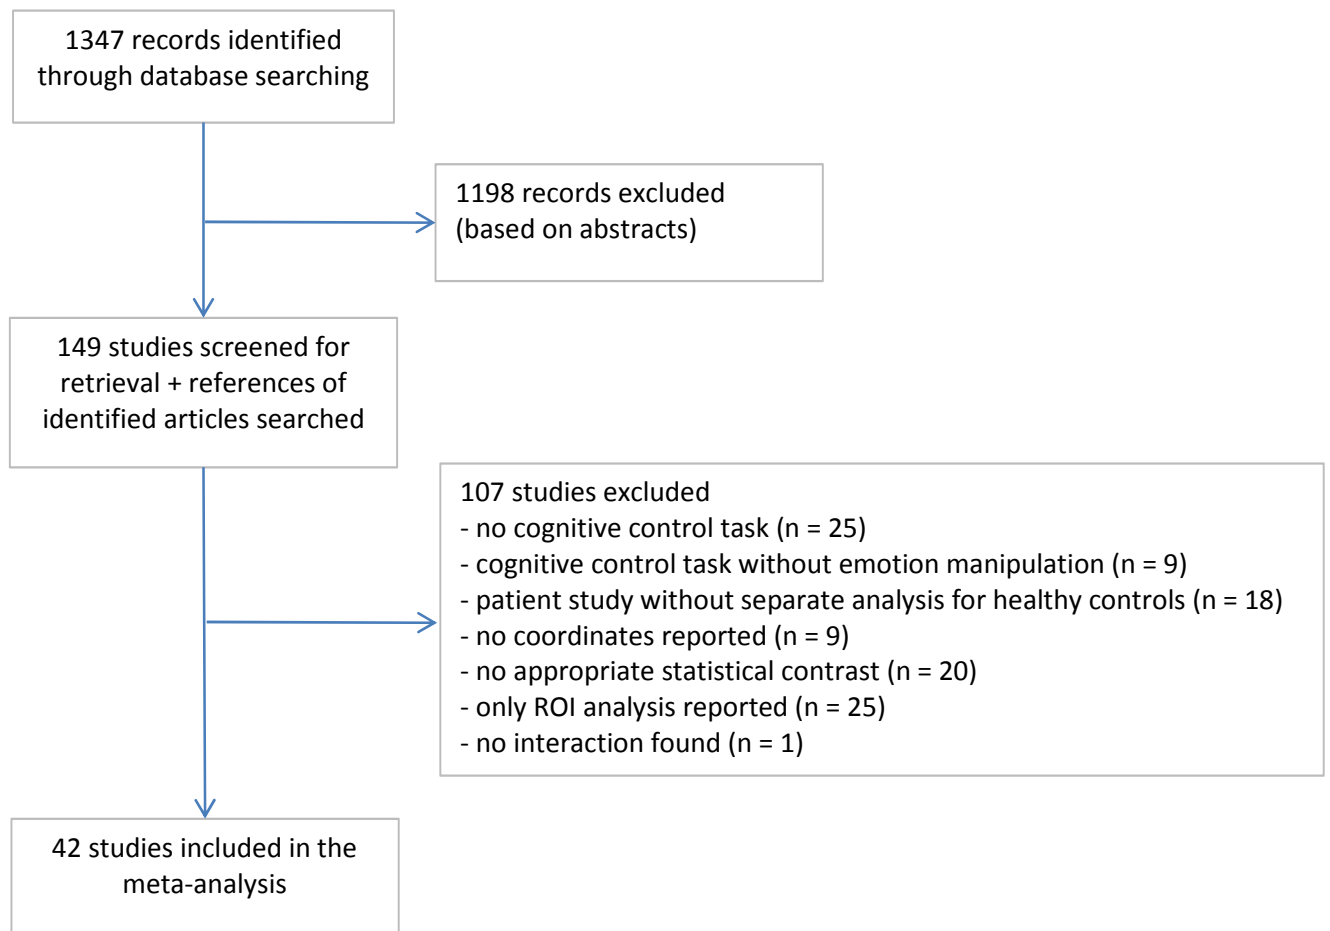 1347 records identified
through database searching
1198 records excluded
(based on abstracts)
149 studies screened for
retrieval + references of
identified articles searched
107 studies excluded
- no cognitive control task (n = 25)
- cognitive control task without emotion manipulation (n = 9)
- patient study without separate analysis for healthy controls (n = 18)
- no coordinates reported (n = 9)
- no appropriate statistical contrast (n = 20)
- only ROI analysis reported (n = 25)
- no interaction found (n = 1)
42 studies included in the
meta-analysis